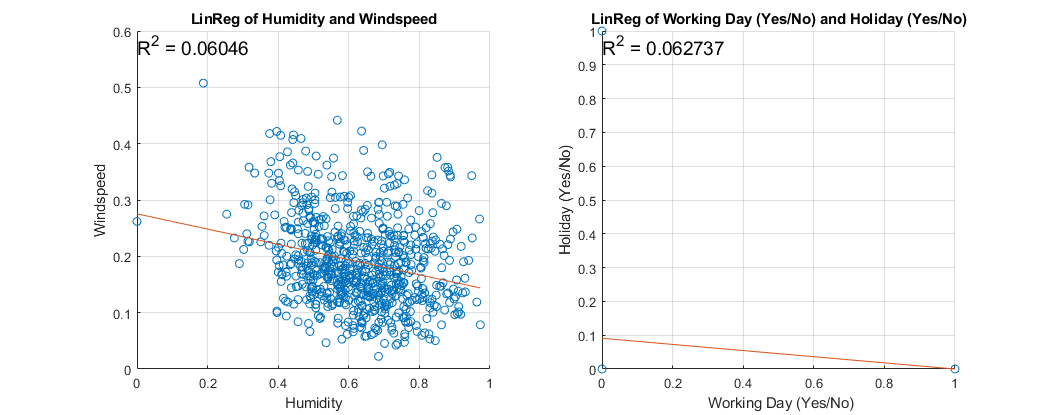 LinReg of Humidity and Windspeed
R2 = 0.06046
0.6
0.5
0.4
0.3
0.2
0.1
0
Windspeed
0 0.2 0.4 0.6 0.8 1
Humidity
LinReg of Working Day (Yes/No) and Holiday (Yes/No)
R2 = 0.062737
1
0.9
0.8
0.7
0.6
0.5
0.4
0.3
0.2
0.1
0
Holiday (Yes/No)
0 0.2 0.4 0.6 0.8 1
Working Day (Yes/No)